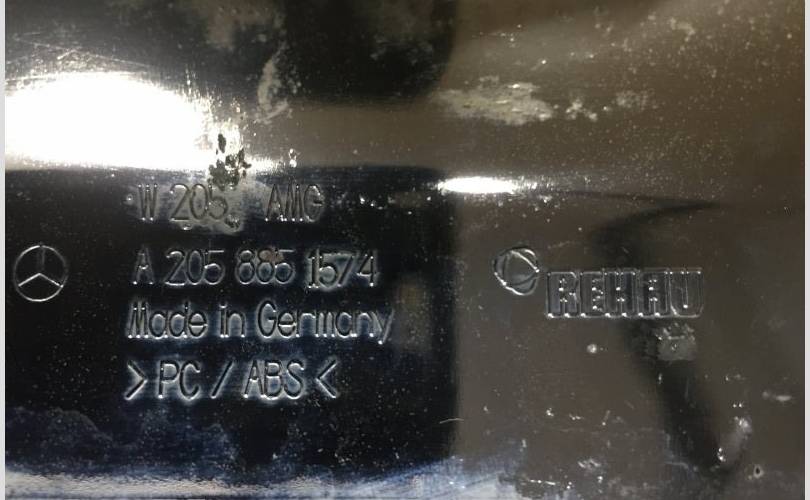 W 205 AMG
A 205 885 1574
Made in Germany
>PC / ABS<
REHAU